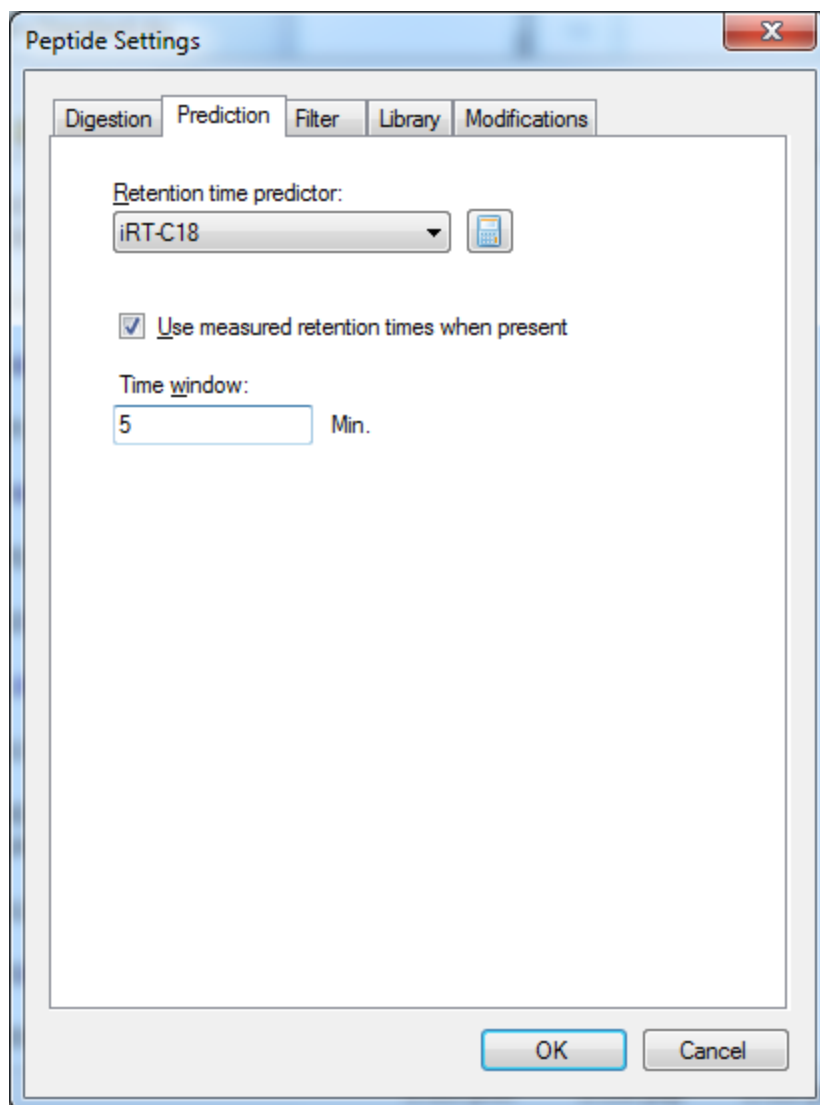 Peptide Settings
Digestion Prediction Filter Library Modifications
Retention time predictor:
iRT-C18
Use measured retention times when present
Time window:
5 Min.
OK Cancel